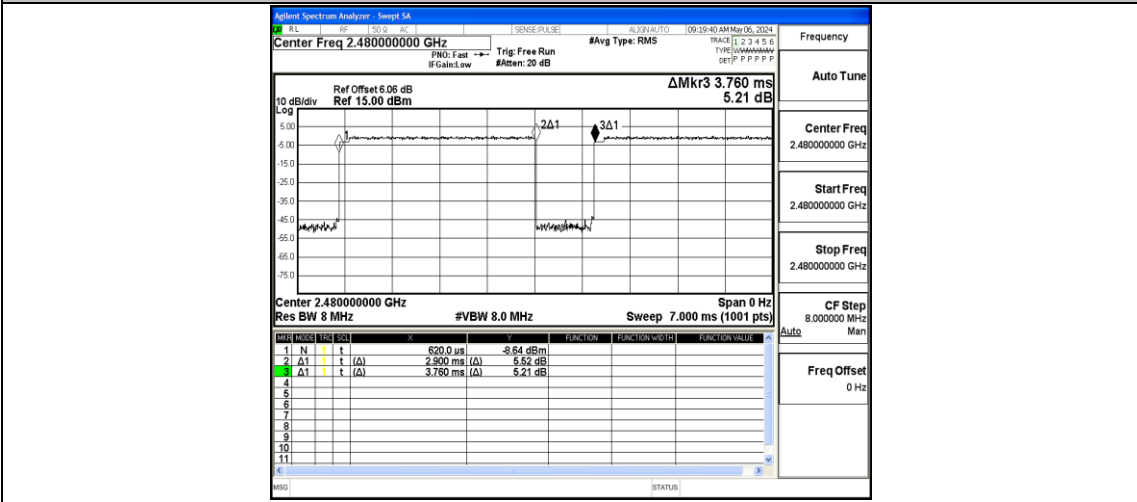 Agilent Spectrum Analyzer - Swept SA
RL RF 50 Ω AC SENSE:PULSE ALIGN AUTO 09:19:40 AM May 06, 2024
Center Freq 2.480000000 GHz
PNO: Fast
IFGain:Low
Trig: Free Run
#Atten: 20 dB
#Avg Type: RMS
TRACE 1 2 3 4 5 6
TYPE WWWWWW
DET P P P P P P
Frequency
Auto Tune
Center Freq
2.480000000 GHz
Start Freq
2.480000000 GHz
Stop Freq
2.480000000 GHz
CF Step
8.000000 MHz
Auto Man
Freq Offset
0 Hz
ΔMkr3 3.760 ms
5.21 dB
Ref Offset 6.06 dB
10 dB/div Ref 15.00 dBm
Log
5.00
-5.00
-15.0
-25.0
-35.0
-45.0
-55.0
-65.0
-75.0
1
2Δ1
3Δ1
Center 2.480000000 GHz Span 0 Hz
Res BW 8 MHz #VBW 8.0 MHz Sweep 7.000 ms (1001 pts)
MKR MODE TRC SCL X Y FUNCTION FUNCTION WIDTH FUNCTION VALUE
1 N 1 t 620.0 us -8.64 dBm
2 Δ1 1 t (Δ) 2.900 ms (Δ) 5.52 dB
3 Δ1 1 t (Δ) 3.760 ms (Δ) 5.21 dB
4
5
6
7
8
9
10
11
MSG STATUS